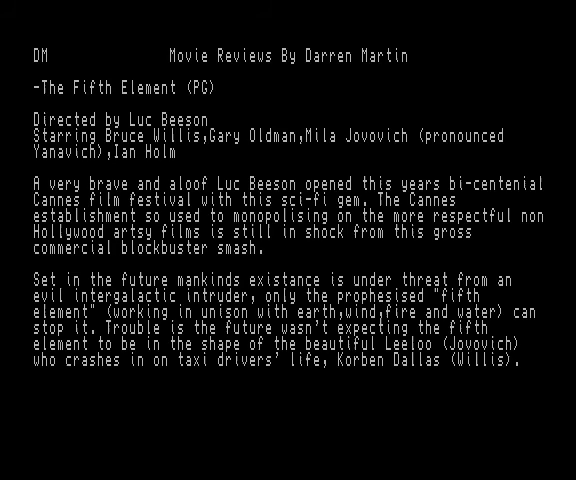 DM Movie Reviews By Darren Martin
-The Fifth Element (PG)
Directed by Luc Beeson
Starring Bruce Willis,Gary Oldman,Mila Jovovich (pronounced
Yanavich),Ian Holm
A very brave and aloof Luc Beeson opened this years bi-centenial
Cannes film festival with this sci-fi gem. The Cannes
establishment so used to monopolising on the more respectful non
Hollywood artsy films is still in shock from this gross
commercial blockbuster smash.
Set in the future mankinds existance is under threat from an
evil intergalactic intruder, only the prophesised "fifth
element" (working in unison with earth,wind,fire and water) can
stop it. Trouble is the future wasn't expecting the fifth
element to be in the shape of the beautiful Leeloo (Jovovich)
who crashes in on taxi drivers' life, Korben Dallas (Willis).